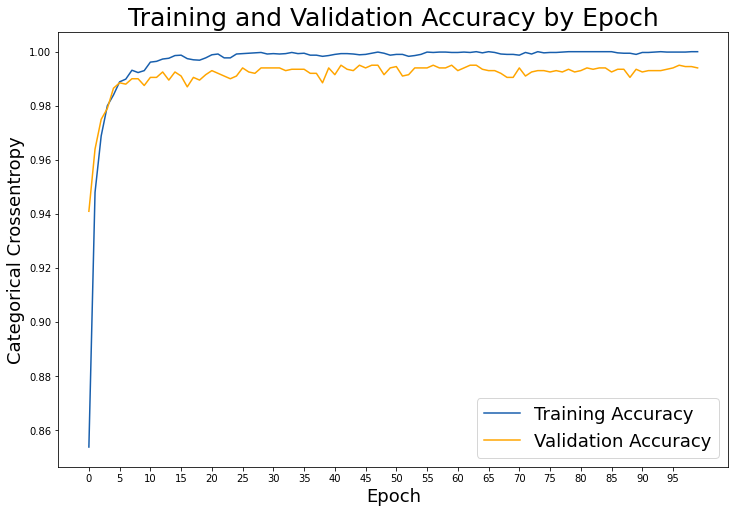 Training and Validation Accuracy by Epoch
Categorical Crossentropy
1.00
0.98
0.96
0.94
0.92
0.90
0.88
0.86
Training Accuracy
Validation Accuracy
0 5 10 15 20 25 30 35 40 45 50 55 60 65 70 75 80 85 90 95
Epoch